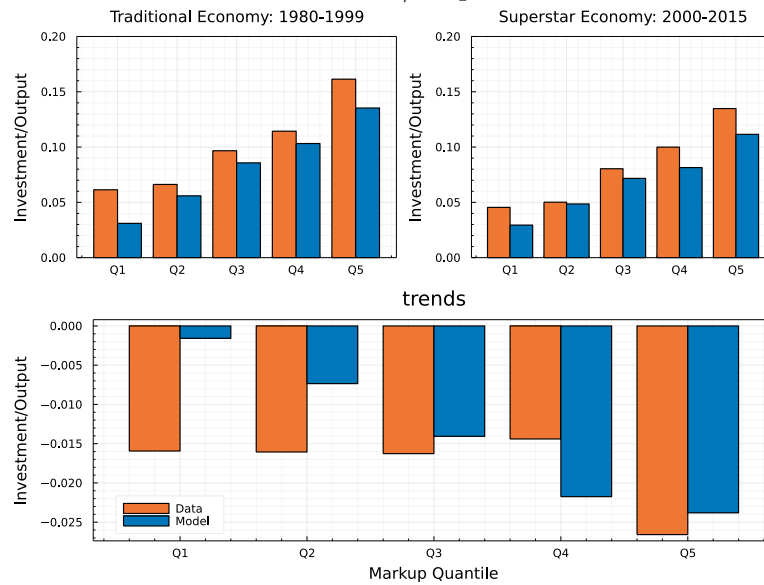 Traditional Economy: 1980-1999
Superstar Economy: 2000-2015
0.20
0.15
0.10
0.05
0.00
Investment/Output
Q1 Q2 Q3 Q4 Q5
0.20
0.15
0.10
0.05
0.00
Investment/Output
Q1 Q2 Q3 Q4 Q5
trends
0.000
−0.005
−0.010
−0.015
−0.020
−0.025
Investment/Output
Data
Model
Q1 Q2 Q3 Q4 Q5
Markup Quantile